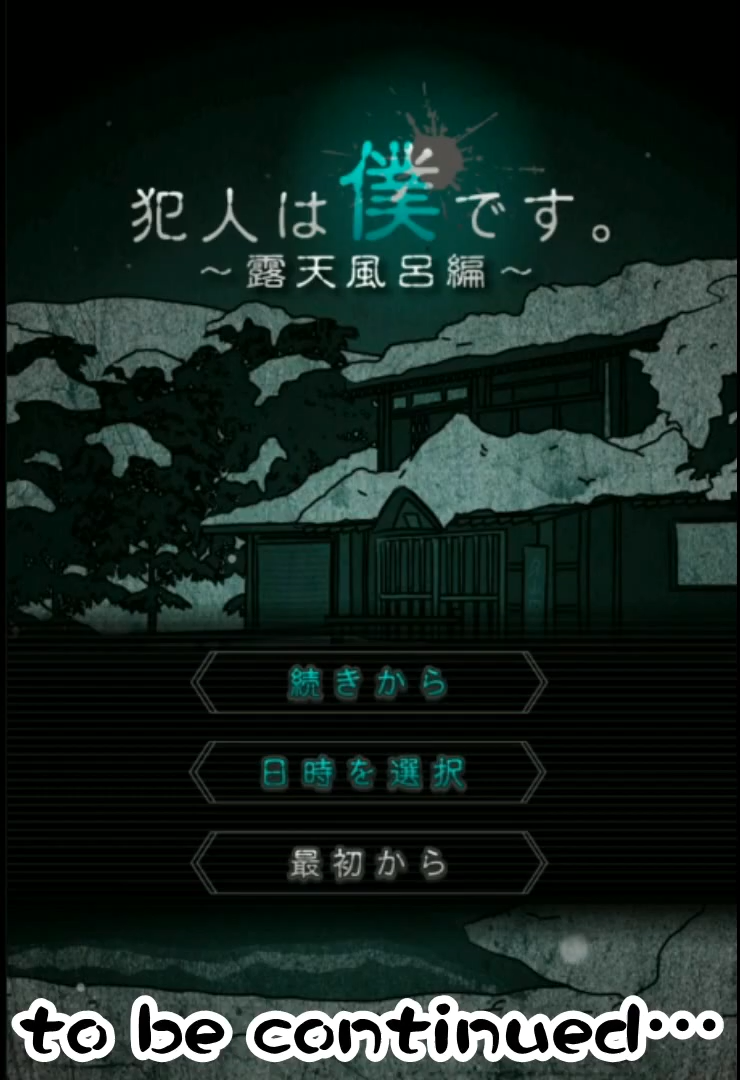 犯人は僕です。
～露天風呂編～
続きから
日時を選択
最初から
to be continued…